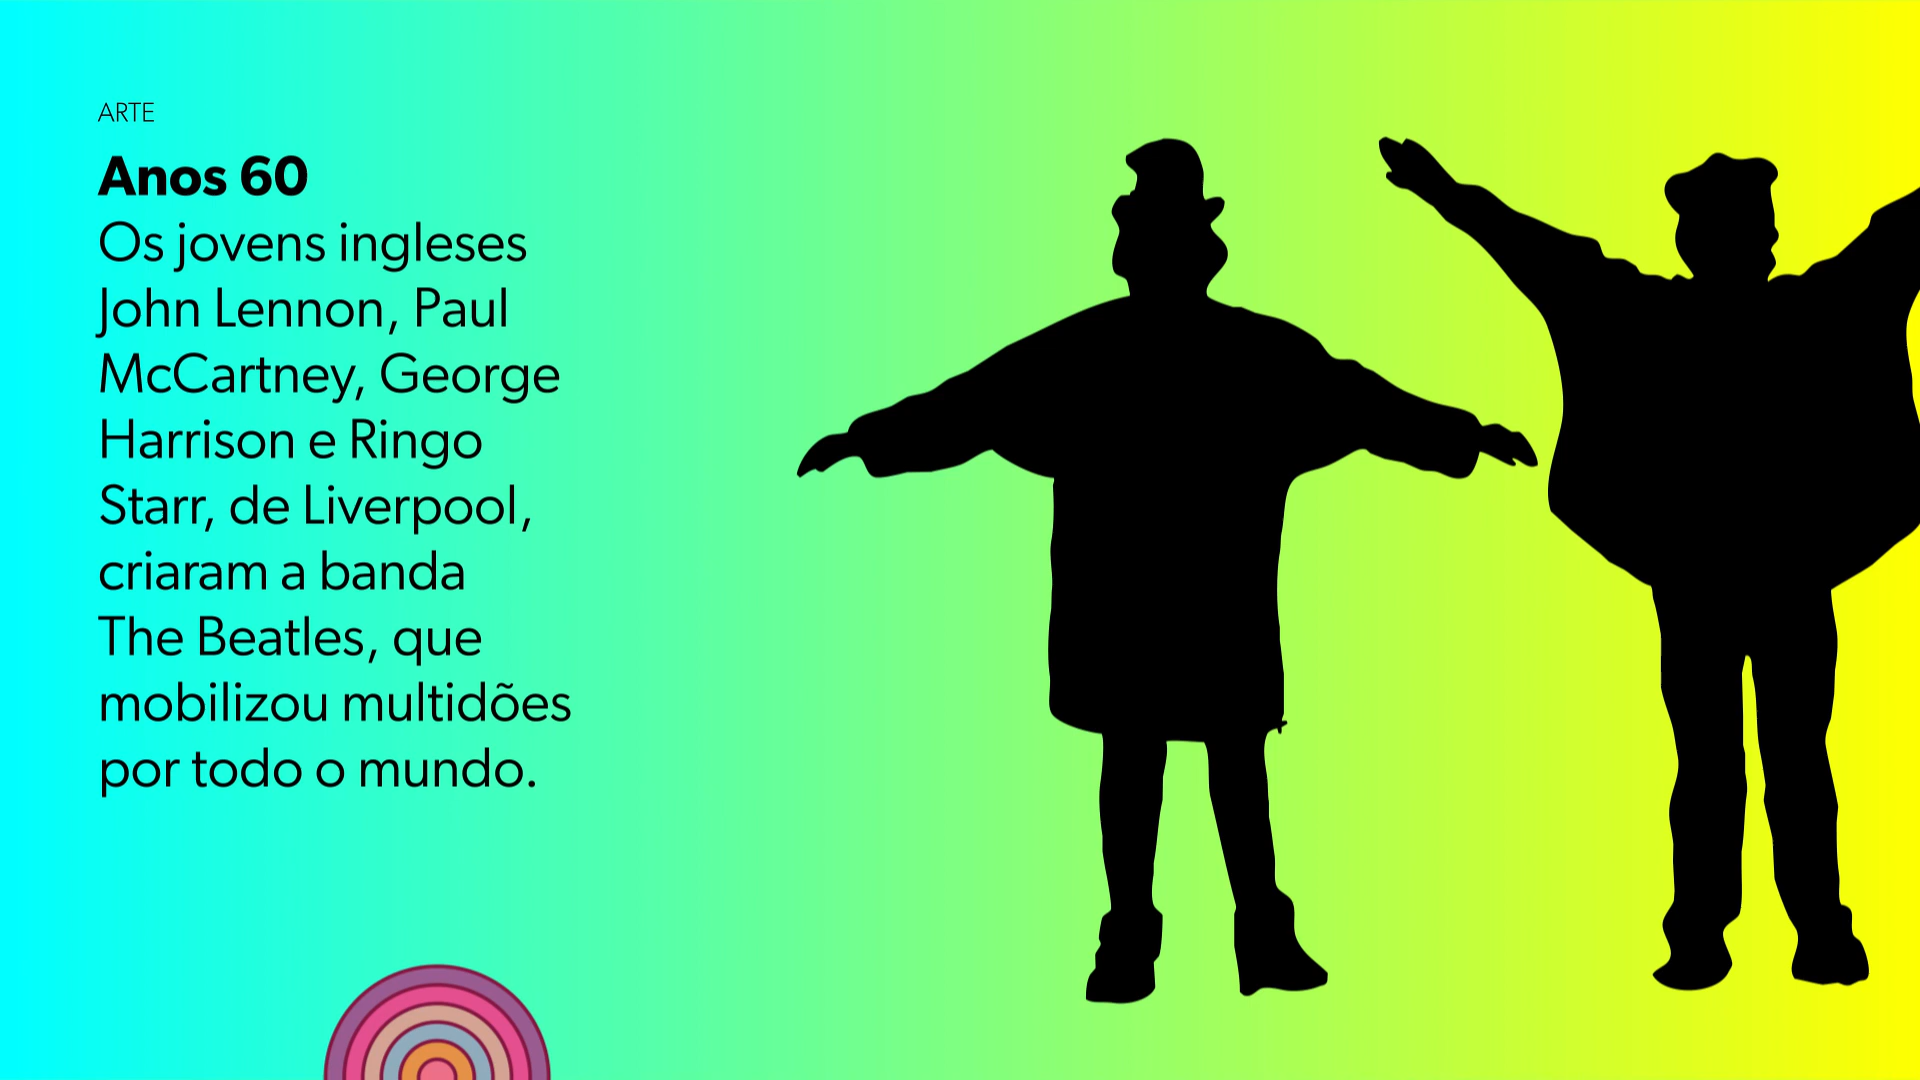 ARTE
Anos 60
Os jovens ingleses
John Lennon, Paul
McCartney, George
Harrison e Ringo
Starr, de Liverpool,
criaram a banda
The Beatles, que
mobilizou multidões
por todo o mundo.